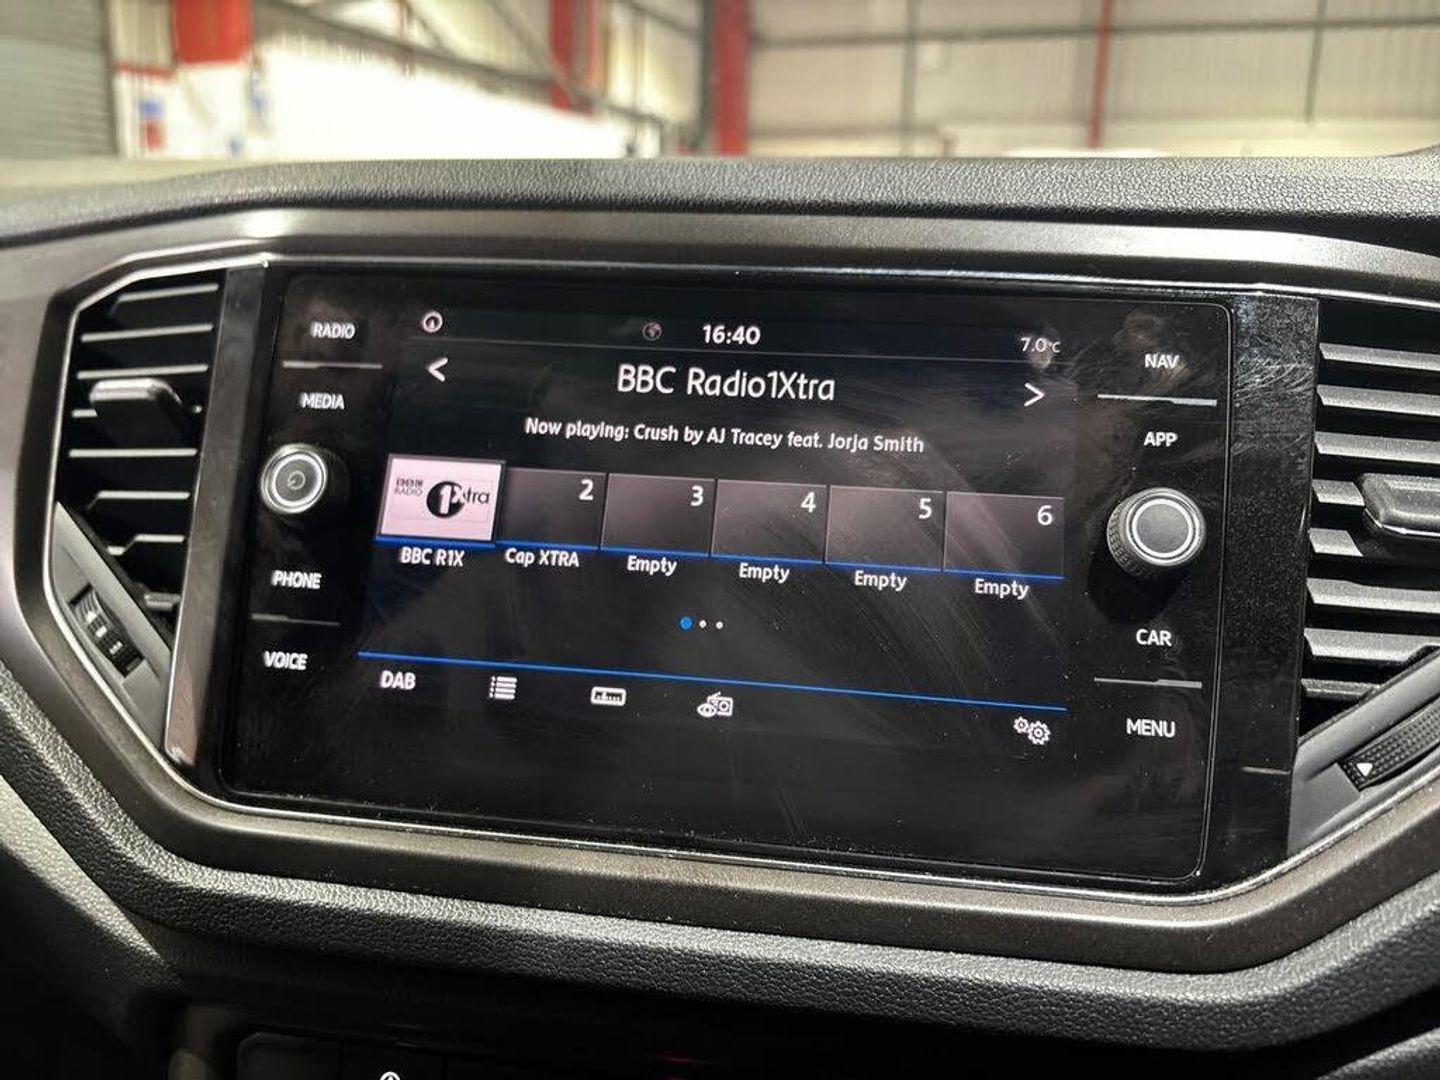 RADIO
MEDIA
PHONE
VOICE
16:40
7.0°C
< BBC Radio1Xtra >
Now playing: Crush by AJ Tracey feat. Jorja Smith
BBC RADIO 1Xtra 2 3 4 5 6
BBC R1X Cap XTRA Empty Empty Empty Empty
DAB
NAV
APP
CAR
MENU